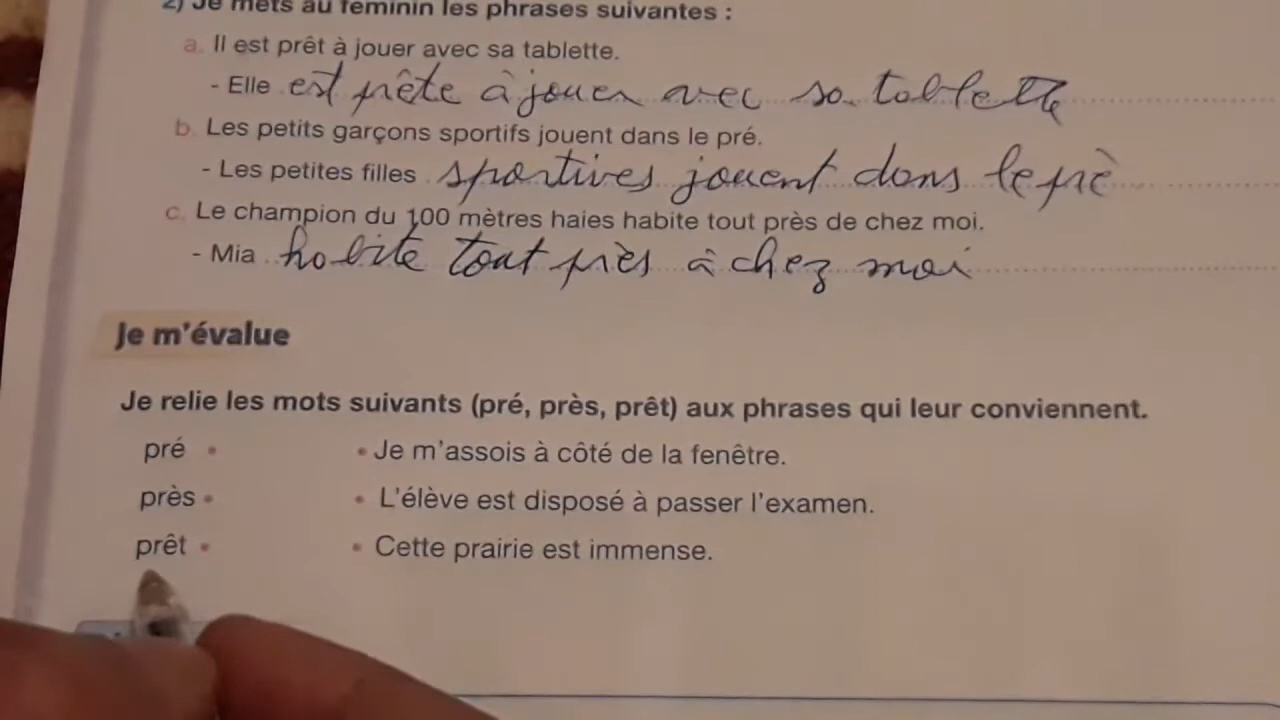 2) Je mets au féminin les phrases suivantes :
a. Il est prêt à jouer avec sa tablette.
- Elle est prête à jouer avec sa tablette
b. Les petits garçons sportifs jouent dans le pré.
- Les petites filles sportives jouent dans le prè
c. Le champion du 100 mètres haies habite tout près de chez moi.
- Mia habite tout près à chez moi
Je m'évalue
Je relie les mots suivants (pré, près, prêt) aux phrases qui leur conviennent.
pré • • Je m'assois à côté de la fenêtre.
près • • L'élève est disposé à passer l'examen.
prêt • • Cette prairie est immense.